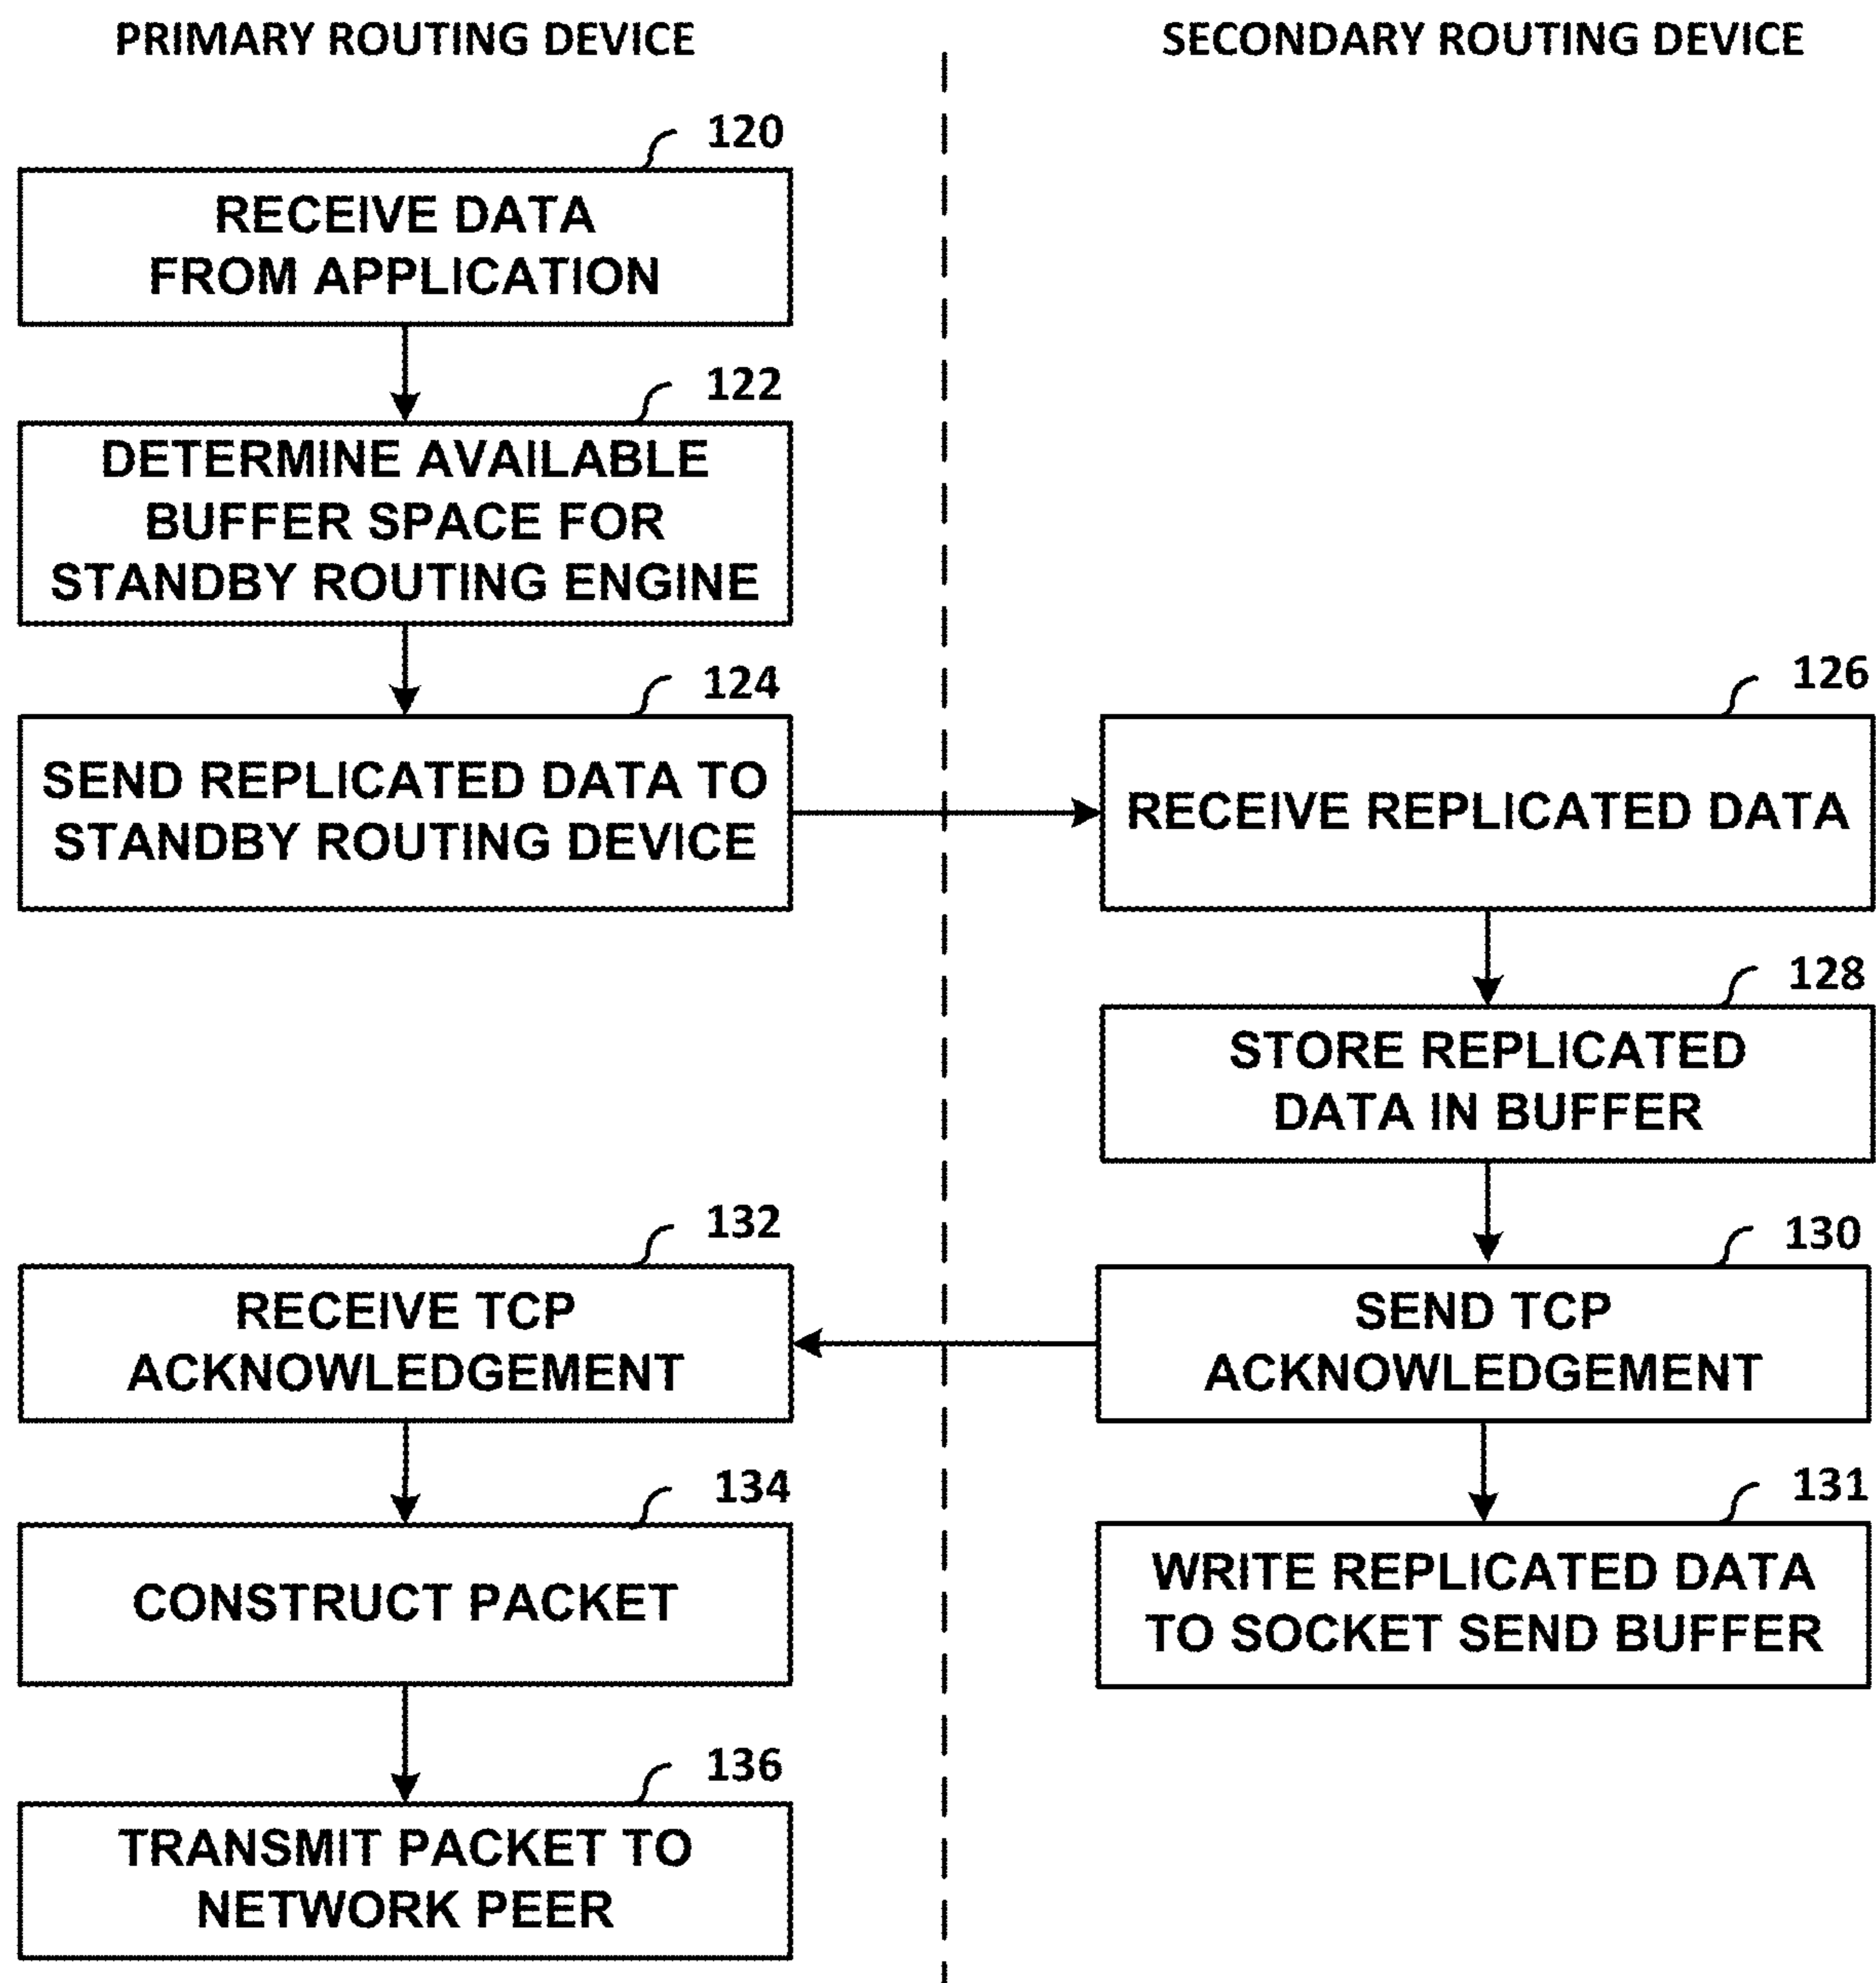 PRIMARY ROUTING DEVICE
SECONDARY ROUTING DEVICE
120
RECEIVE DATA
FROM APPLICATION
122
DETERMINE AVAILABLE
BUFFER SPACE FOR
STANDBY ROUTING ENGINE
124
SEND REPLICATED DATA TO
STANDBY ROUTING DEVICE
126
RECEIVE REPLICATED DATA
128
STORE REPLICATED
DATA IN BUFFER
130
SEND TCP
ACKNOWLEDGEMENT
131
WRITE REPLICATED DATA
TO SOCKET SEND BUFFER
132
RECEIVE TCP
ACKNOWLEDGEMENT
134
CONSTRUCT PACKET
136
TRANSMIT PACKET TO
NETWORK PEER